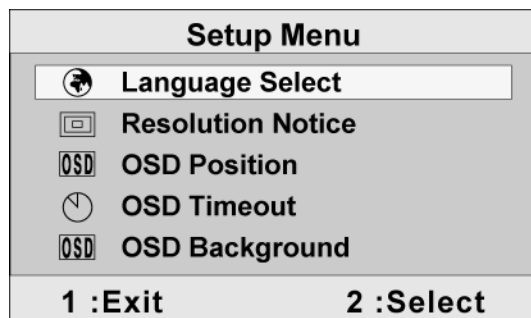 Setup Menu
Language Select
Resolution Notice
OSD OSD Position
OSD Timeout
OSD OSD Background
1 :Exit 2 :Select